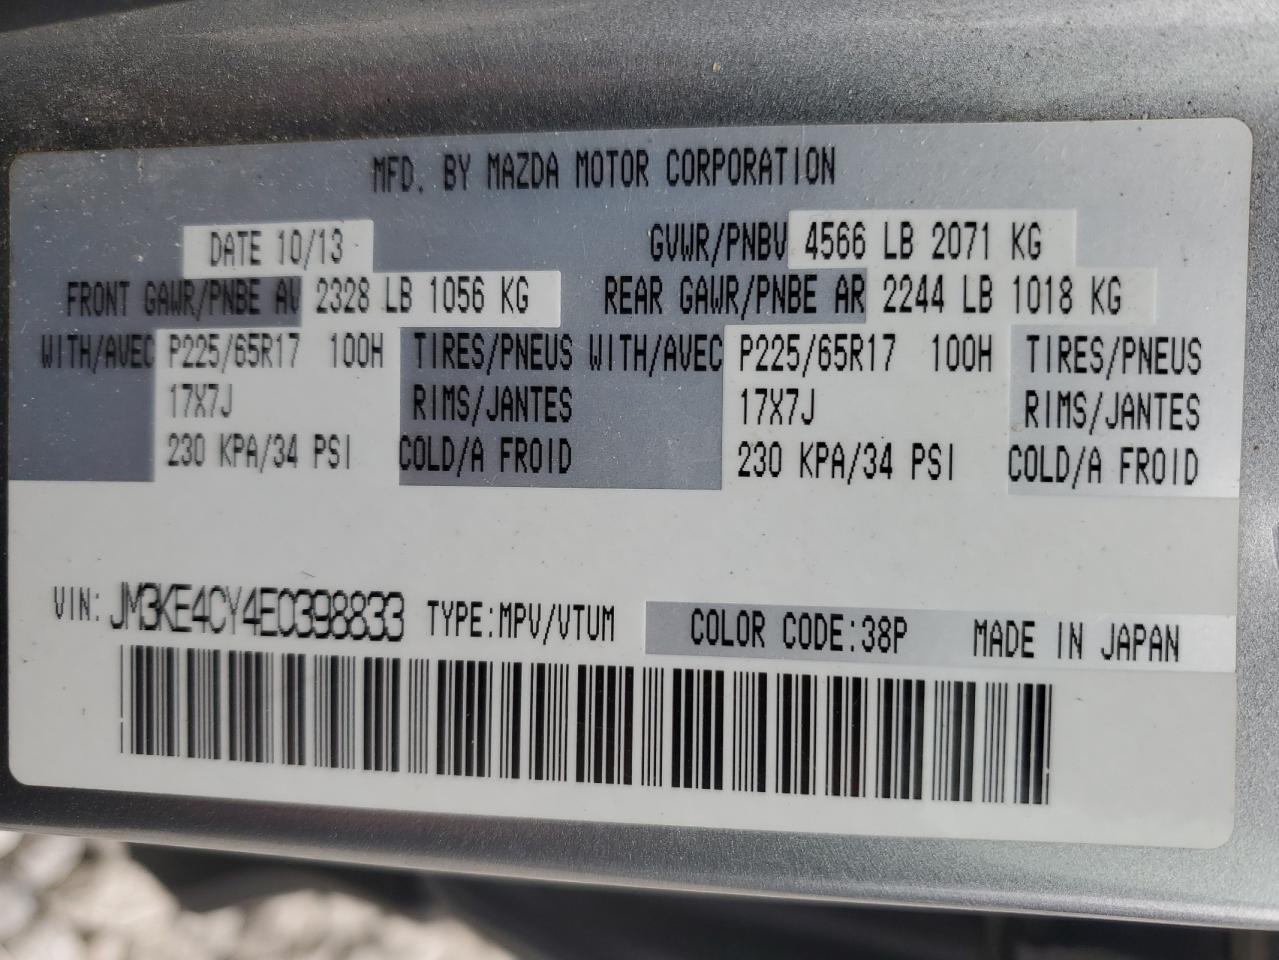 MFD. BY MAZDA MOTOR CORPORATION
DATE 10/13 GVWR/PNBV 4566 LB 2071 KG
FRONT GAWR/PNBE AV 2328 LB 1056 KG REAR GAWR/PNBE AR 2244 LB 1018 KG
WITH/AVEC P225/65R17 100H TIRES/PNEUS WITH/AVEC P225/65R17 100H TIRES/PNEUS
17X7J RIMS/JANTES 17X7J RIMS/JANTES
230 KPA/34 PSI COLD/A FROID 230 KPA/34 PSI COLD/A FROID
VIN: JM3KE4CY4E0398833 TYPE:MPV/VTUM COLOR CODE:38P MADE IN JAPAN